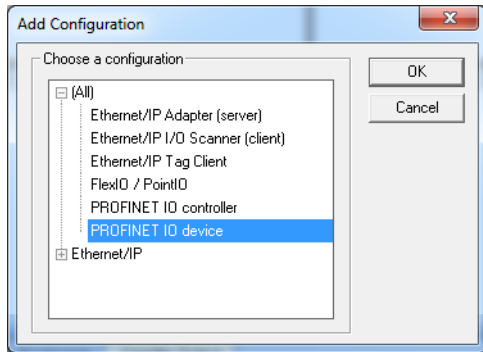 Add Configuration
Choose a configuration
(All)
Ethernet/IP Adapter (server)
Ethernet/IP I/O Scanner (client)
Ethernet/IP Tag Client
FlexIO / PointIO
PROFINET IO controller
PROFINET IO device
Ethernet/IP
OK
Cancel